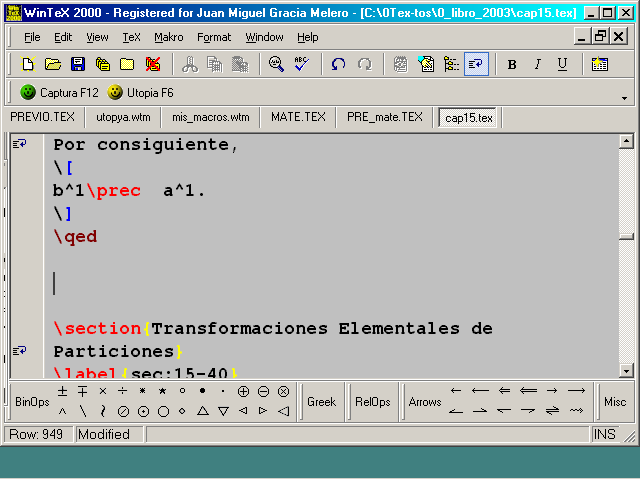 WinTeX 2000 - Registered for Juan Miguel Gracia Melero - [C:\0Tex-tos\0_libro_2003\cap15.tex]
File Edit View TeX Makro Format Window Help
ABC B I U
Captura F12 Utopia F6
PREVIO.TEX utopya.wtm mis_macros.wtm MATE.TEX PRE_mate.TEX cap15.tex
Por consiguiente,
\[
b^1\prec a^1.
\]
\qed
\section{Transformaciones Elementales de
Particiones}
\label{sec:15-40}
BinOps ± ∓ × ÷ * ⋆ ∘ • · ⊕ ⊖ ⊗ Greek RelOps Arrows ← ⟵ ⇐ ⟸ → ⟶ Misc
Row: 949 Modified INS